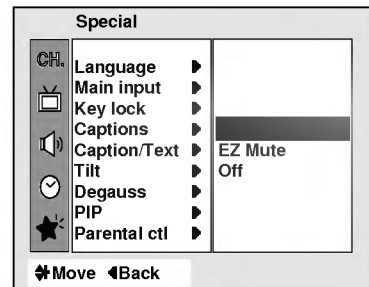 Special
CH.
Language
Main input
Key lock
Captions
Caption/Text
EZ Mute
Tilt
Off
Degauss
PIP
Parental ctl
Move Back